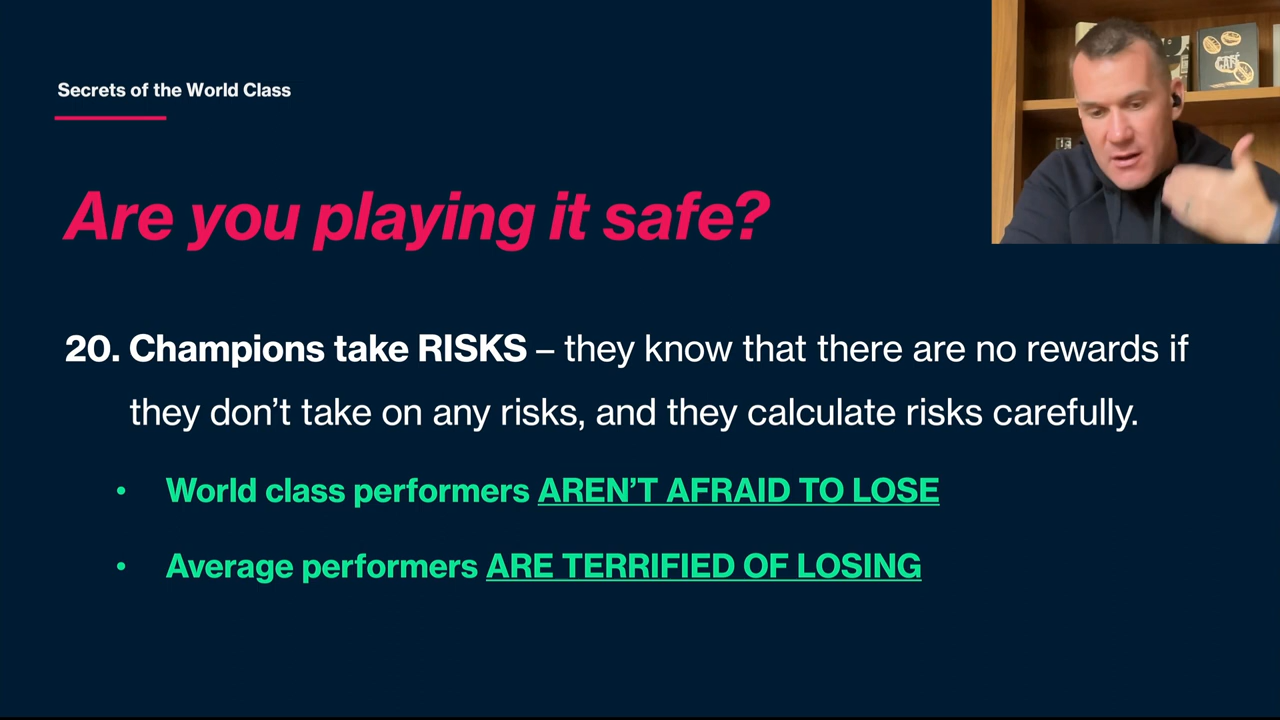 Secrets of the World Class
CAFÉ
Are you playing it safe?
20. Champions take RISKS – they know that there are no rewards if
they don’t take on any risks, and they calculate risks carefully.
• World class performers AREN’T AFRAID TO LOSE
• Average performers ARE TERRIFIED OF LOSING